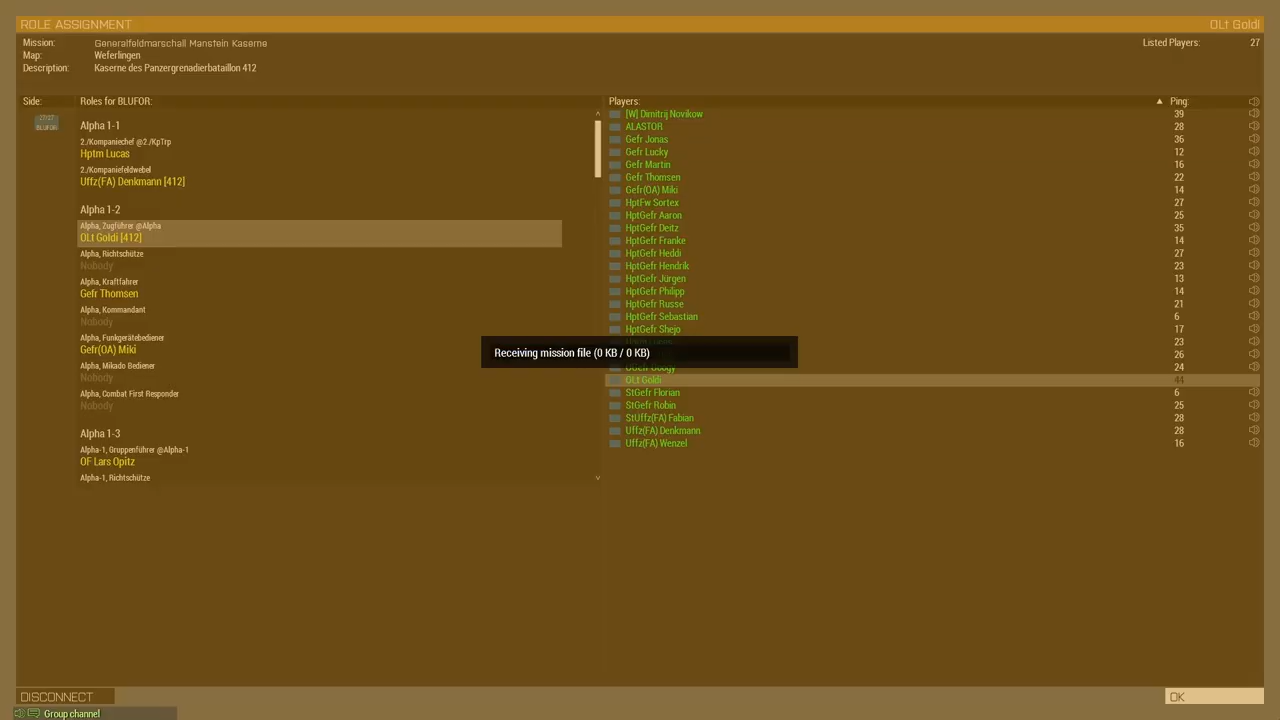 ROLE ASSIGNMENT OLt Goldi
Mission: Generalfeldmarschall Manstein Kaserne Listed Players: 27
Map: Weferlingen
Description: Kaserne des Panzergrenadierbataillon 412
Side: Roles for BLUFOR:
27/27
BLUFOR
Alpha 1-1
2./Kompaniechef @2./KpTrp
Hptm Lucas
2./Kompaniefeldwebel
Uffz(FA) Denkmann [412]
Alpha 1-2
Alpha, Zugführer @Alpha
OLt Goldi [412]
Alpha, Richtschütze
Nobody
Alpha, Kraftfahrer
Gefr Thomsen
Alpha, Kommandant
Nobody
Alpha, Funkgerätebediener
Gefr(OA) Miki
Alpha, Mikado Bediener
Nobody
Alpha, Combat First Responder
Nobody
Alpha 1-3
Alpha-1, Gruppenführer @Alpha-1
OF Lars Opitz
Alpha-1, Richtschütze
Players: Ping:
[W] Dimitrij Novikow 39
ALASTOR 28
Gefr Jonas 36
Gefr Lucky 12
Gefr Martin 16
Gefr Thomsen 22
Gefr(OA) Miki 14
HptFw Sortex 27
HptGefr Aaron 25
HptGefr Deitz 35
HptGefr Franke 14
HptGefr Heddi 27
HptGefr Hendrik 23
HptGefr Jürgen 13
HptGefr Philipp 14
HptGefr Russe 21
HptGefr Sebastian 6
HptGefr Shejo 17
23
Receiving mission file (0 KB / 0 KB)
26
24
OLt Goldi 44
StGefr Florian 6
StGefr Robin 25
StUffz(FA) Fabian 28
Uffz(FA) Denkmann 28
Uffz(FA) Wenzel 16
DISCONNECT OK
Group channel